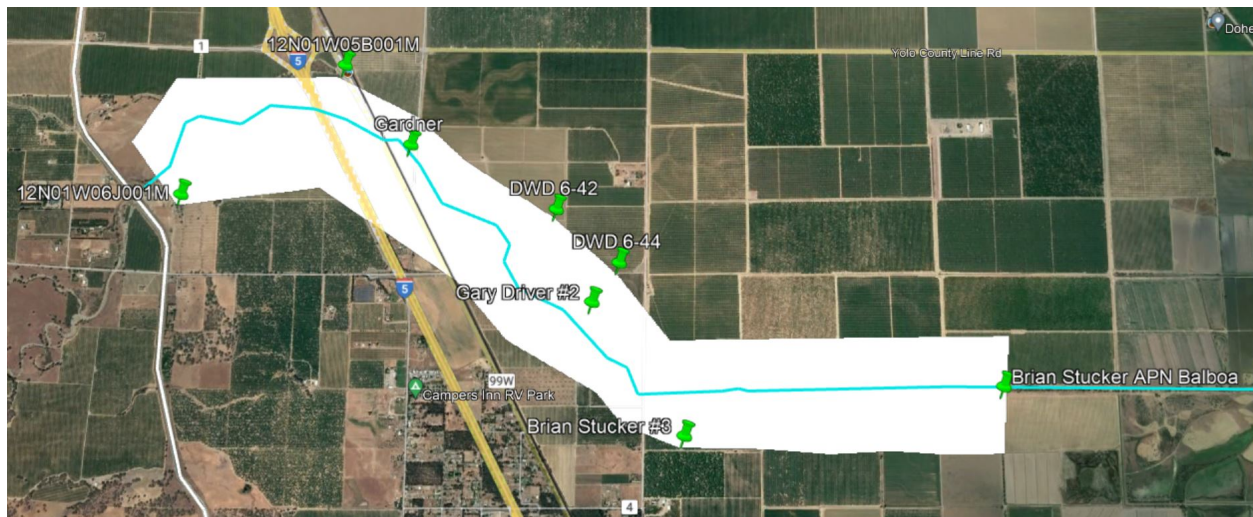 1
12N01W05B001M
5
Yolo County Line Rd
Dohe
Gardner
12N01W06J001M
DWD 6-42
DWD 6-44
5
Gary Driver #2
99W
Campers Inn RV Park
Brian Stucker APN Balboa
Brian Stucker #3
4